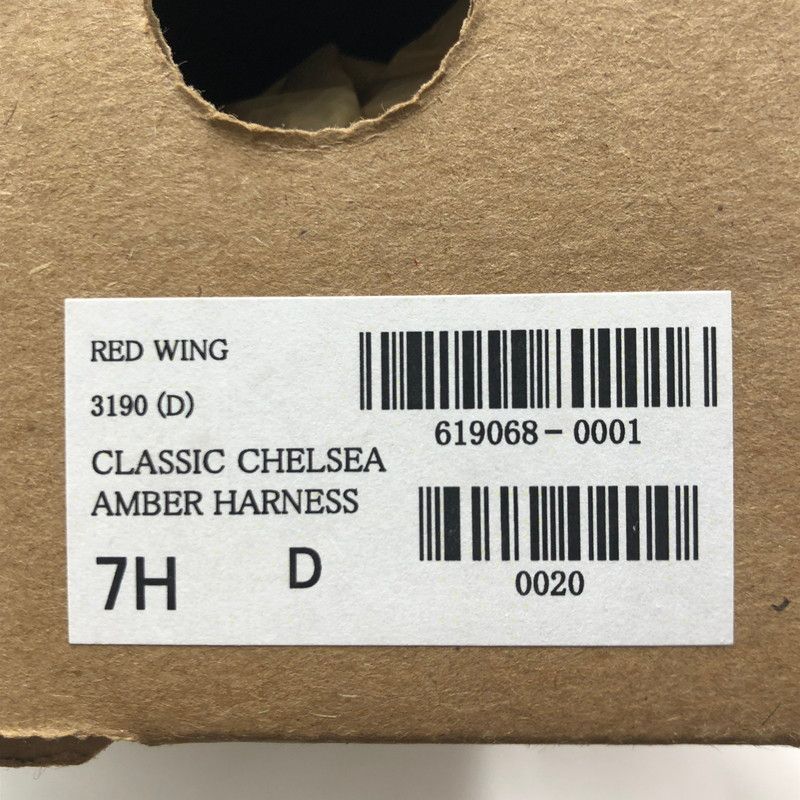 RED WING
3190 (D)
CLASSIC CHELSEA
AMBER HARNESS
7H D
619068-0001
0020